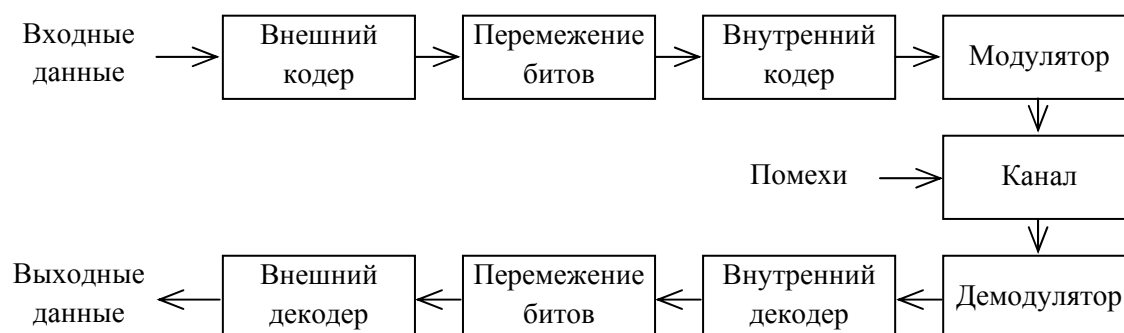 Входные
данные
Внешний
кодер
Перемежение
битов
Внутренний
кодер
Модулятор
Помехи
Канал
Выходные
данные
Внешний
декодер
Перемежение
битов
Внутренний
декодер
Демодулятор